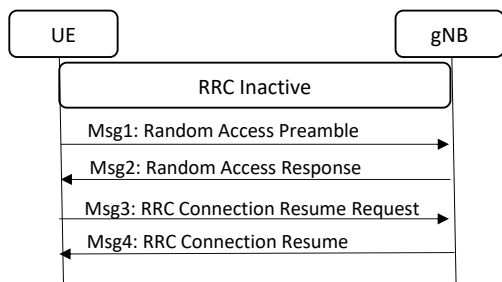 UE
gNB
RRC Inactive
Msg1: Random Access Preamble
Msg2: Random Access Response
Msg3: RRC Connection Resume Request
Msg4: RRC Connection Resume